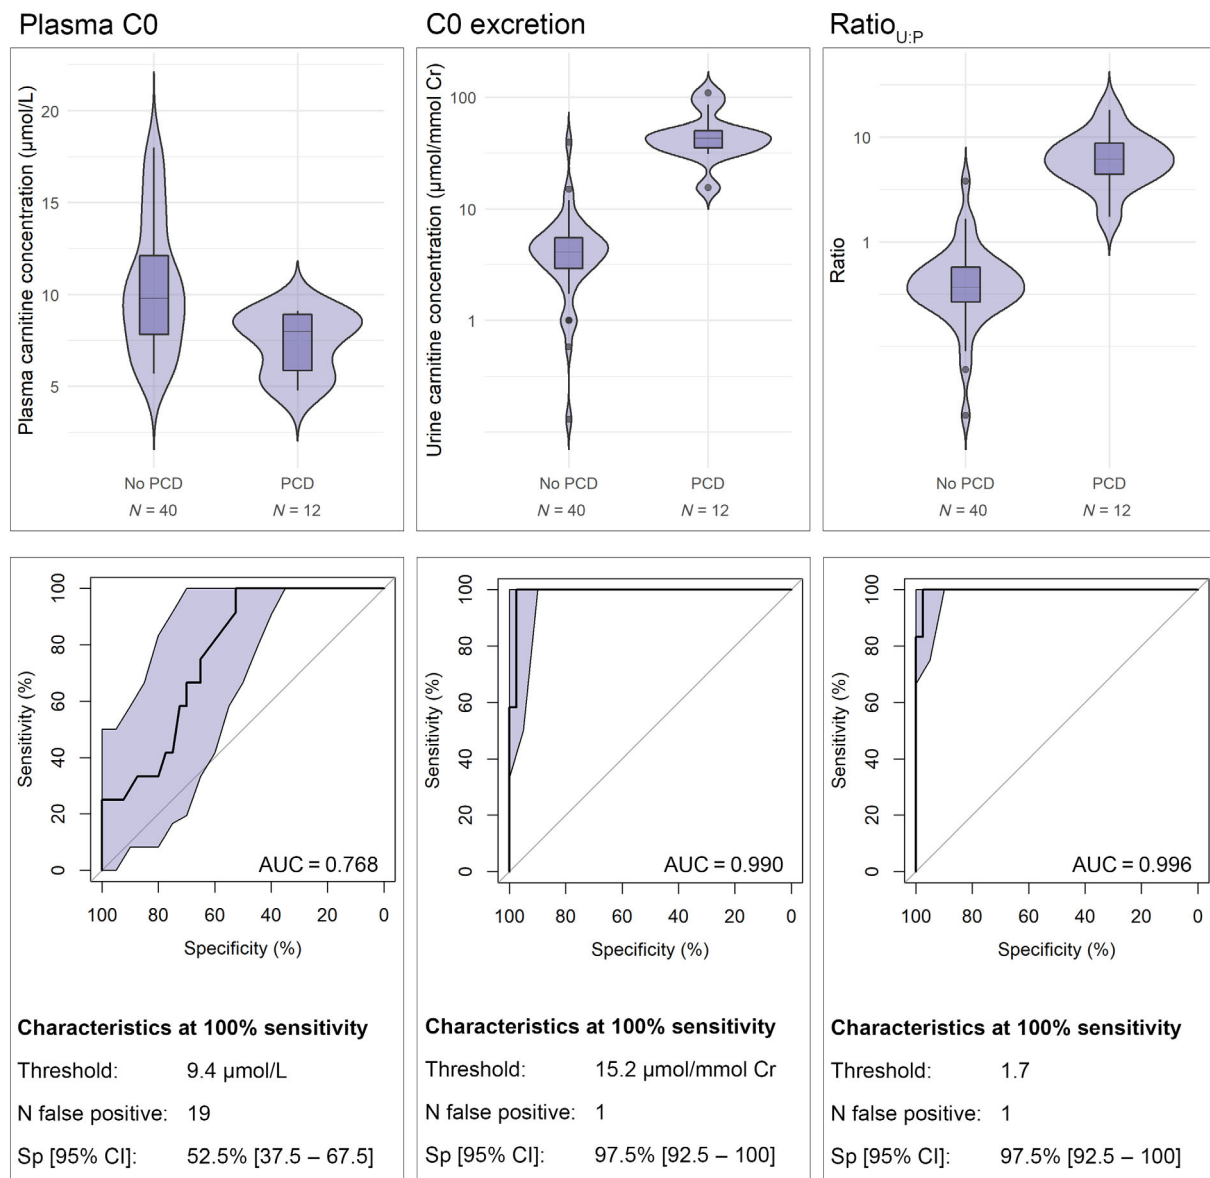 Plasma C0
Plasma carnitine concentration (µmol/L)
20
15
10
5
No PCD
PCD
N = 40
N = 12
C0 excretion
Urine carnitine concentration (µmol/mmol Cr)
100
10
1
No PCD
PCD
N = 40
N = 12
Ratio U:P
Ratio
10
1
No PCD
PCD
N = 40
N = 12
Sensitivity (%)
100
80
60
40
20
0
AUC = 0.768
100 80 60 40 20 0
Specificity (%)
Sensitivity (%)
100
80
60
40
20
0
AUC = 0.990
100 80 60 40 20 0
Specificity (%)
Sensitivity (%)
100
80
60
40
20
0
AUC = 0.996
100 80 60 40 20 0
Specificity (%)
Characteristics at 100% sensitivity
Threshold: 9.4 µmol/L
N false positive: 19
Sp [95% CI]: 52.5% [37.5 – 67.5]
Characteristics at 100% sensitivity
Threshold: 15.2 µmol/mmol Cr
N false positive: 1
Sp [95% CI]: 97.5% [92.5 – 100]
Characteristics at 100% sensitivity
Threshold: 1.7
N false positive: 1
Sp [95% CI]: 97.5% [92.5 – 100]